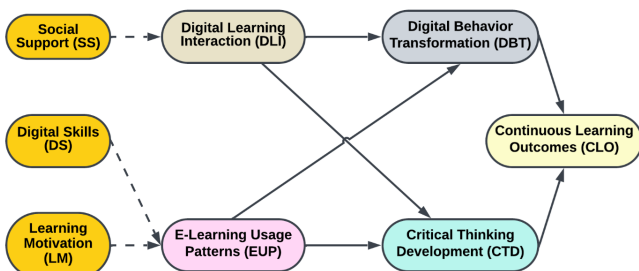 Social
Support (SS)
Digital Learning
Interaction (DLI)
Digital Behavior
Transformation (DBT)
Digital Skills
(DS)
Continuous Learning
Outcomes (CLO)
Learning
Motivation
(LM)
E-Learning Usage
Patterns (EUP)
Critical Thinking
Development (CTD)